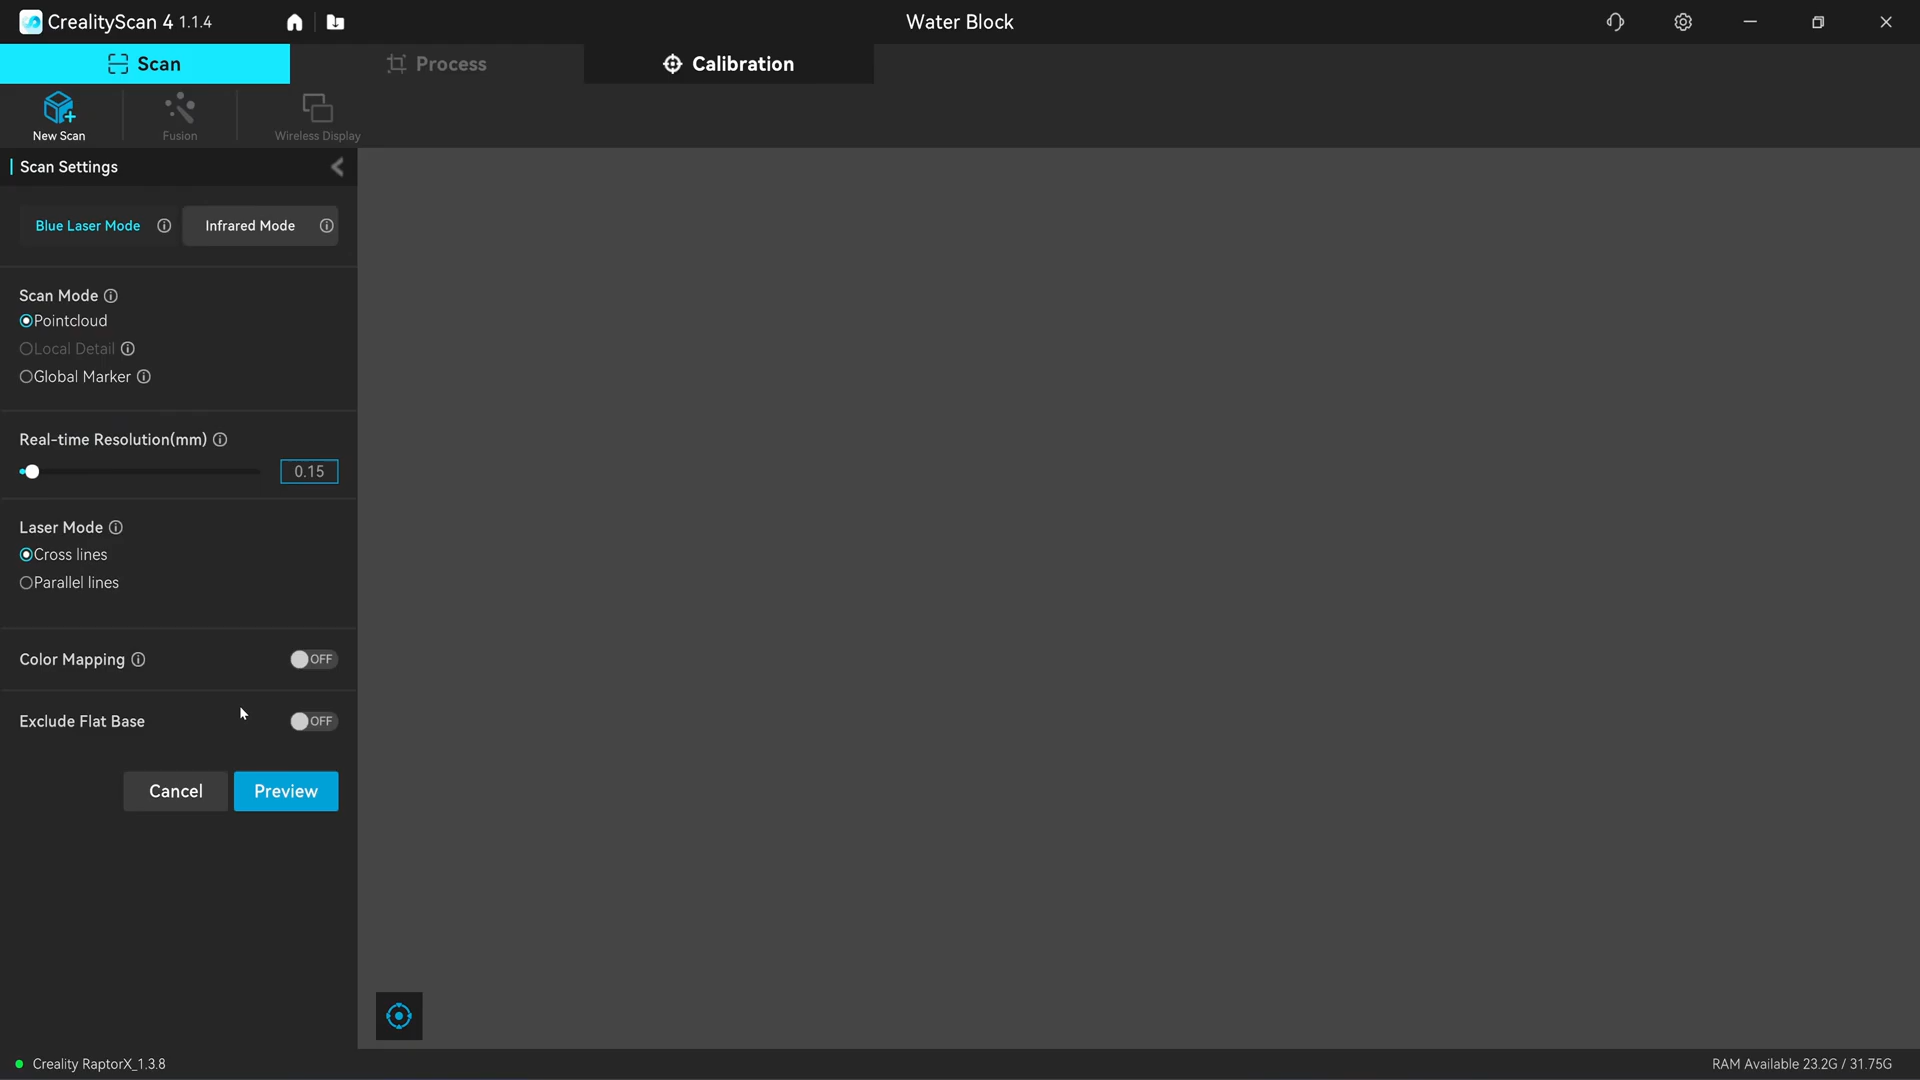 CrealityScan 4 1.1.4
Water Block
Scan
Process
Calibration
New Scan
Fusion
Wireless Display
Scan Settings
Blue Laser Mode
Infrared Mode
Scan Mode
Pointcloud
Local Detail
Global Marker
Real-time Resolution(mm)
0.15
Laser Mode
Cross lines
Parallel lines
Color Mapping
OFF
Exclude Flat Base
OFF
Cancel
Preview
Creality RaptorX_1.3.8
RAM Available 23.2G / 31.75G